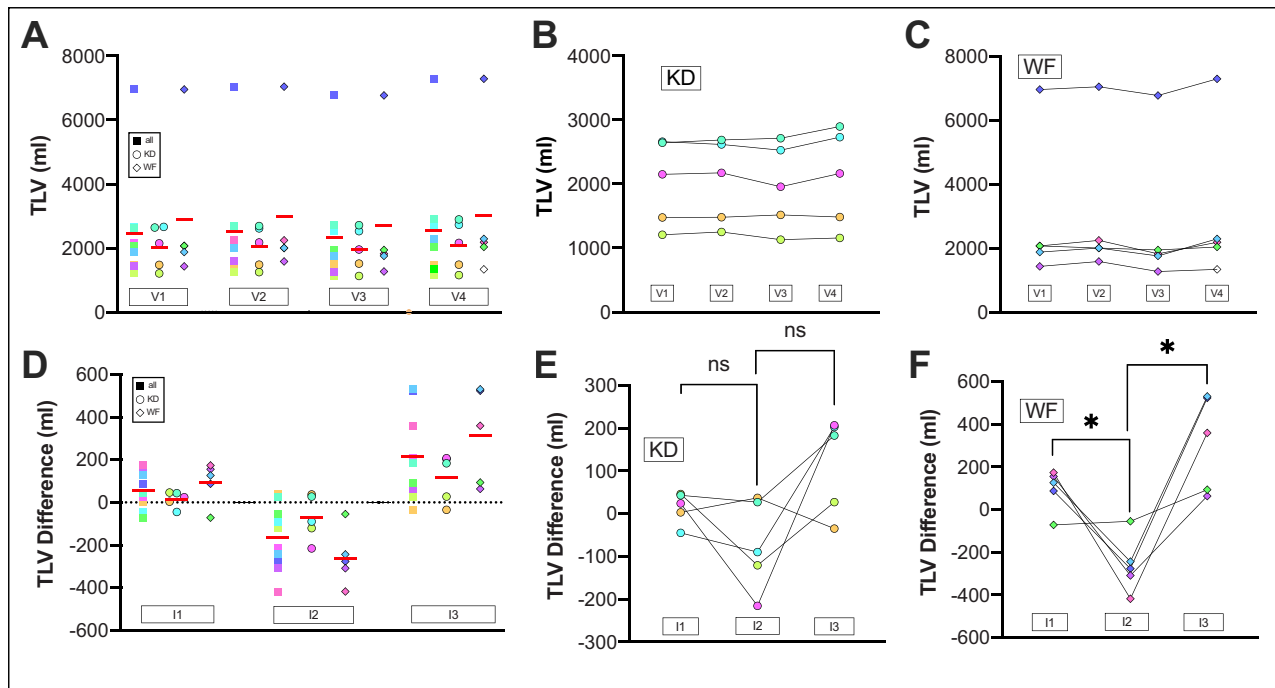 A
TLV (ml)
8000
6000
4000
2000
0
all
KD
WF
V1 V2 V3 V4
B
TLV (ml)
4000
3000
2000
1000
0
KD
V1 V2 V3 V4
C
TLV (ml)
8000
6000
4000
2000
0
WF
V1 V2 V3 V4
D
TLV Difference (ml)
600
400
200
0
-200
-400
-600
all
KD
WF
I1 I2 I3
E
TLV Difference (ml)
300
200
100
0
-100
-200
-300
ns
ns
KD
I1 I2 I3
F
TLV Difference (ml)
600
400
200
0
-200
-400
-600
WF
*
*
I1 I2 I3